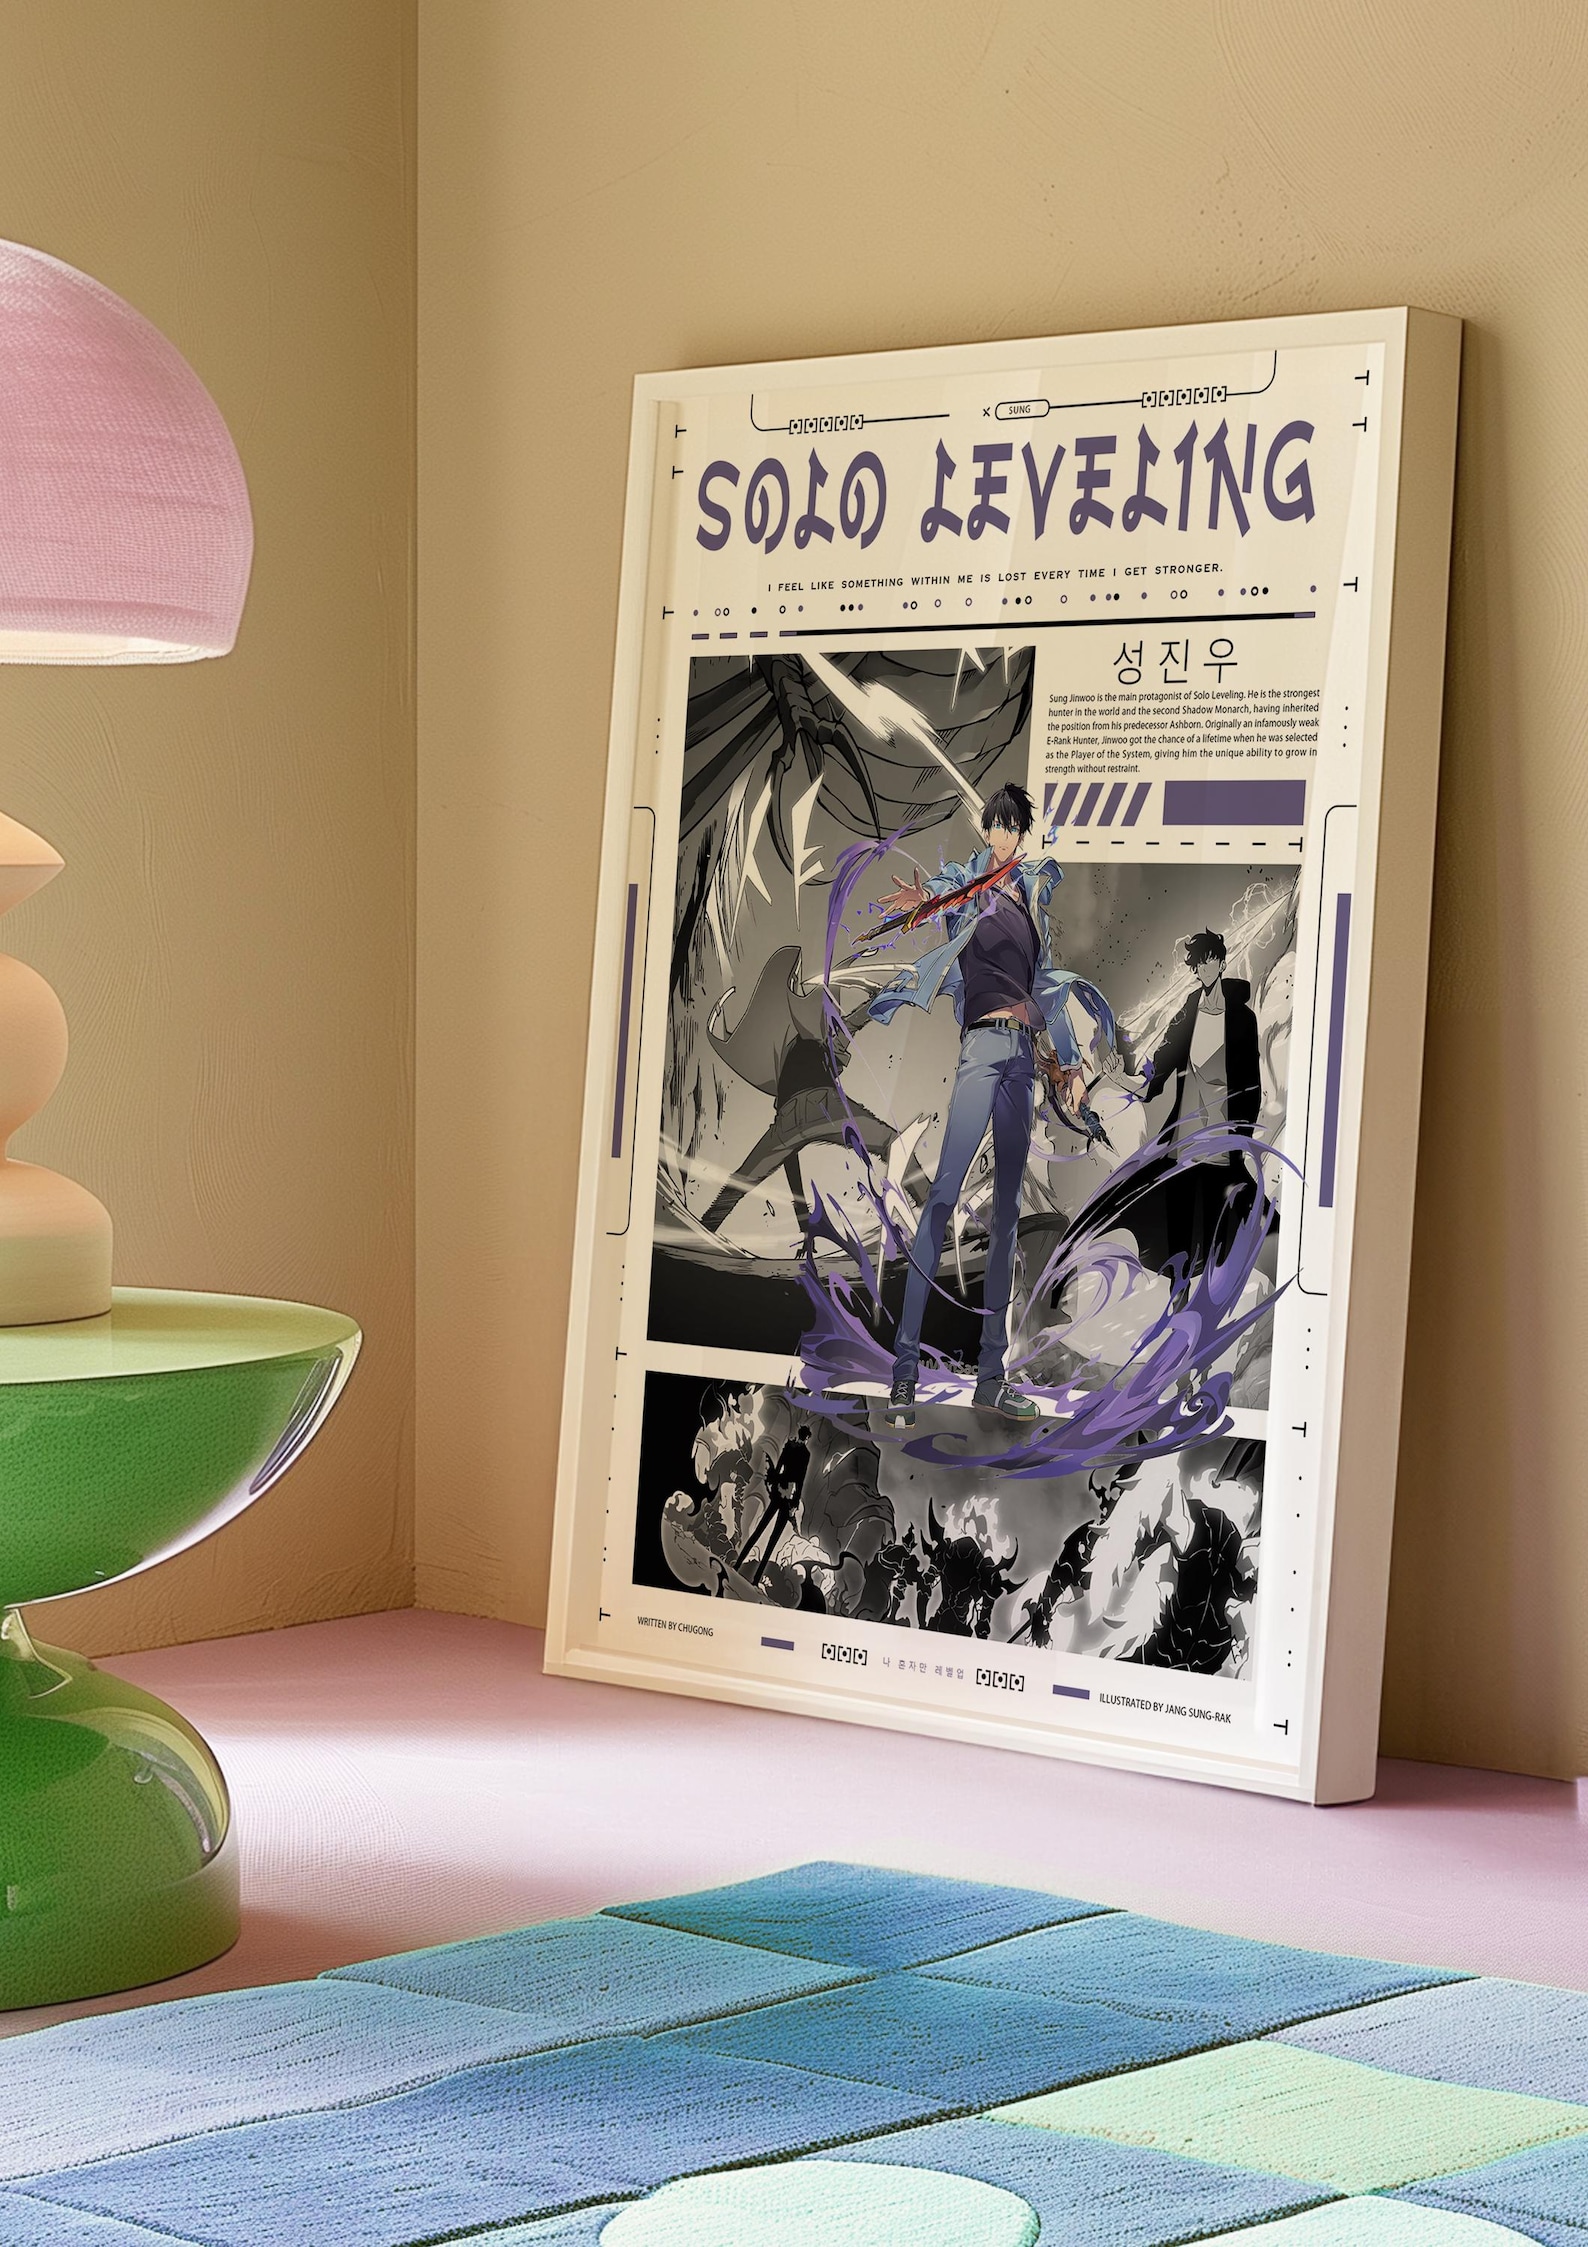 SUNG
SOLO LEVELING
I FEEL LIKE SOMETHING WITHIN ME IS LOST EVERY TIME I GET STRONGER.
성진우
Sung Jinwoo is the main protagonist of Solo Leveling. He is the strongest
hunter in the world and the second Shadow Monarch, having inherited
the position from his predecessor Ashborn. Originally an infamously weak
E-Rank Hunter, Jinwoo got the chance of a lifetime when he was selected
as the Player of the System, giving him the unique ability to grow in
strength without restraint.
WRITTEN BY CHUGONG
나 혼자만 레벨업
ILLUSTRATED BY JANG SUNG-RAK